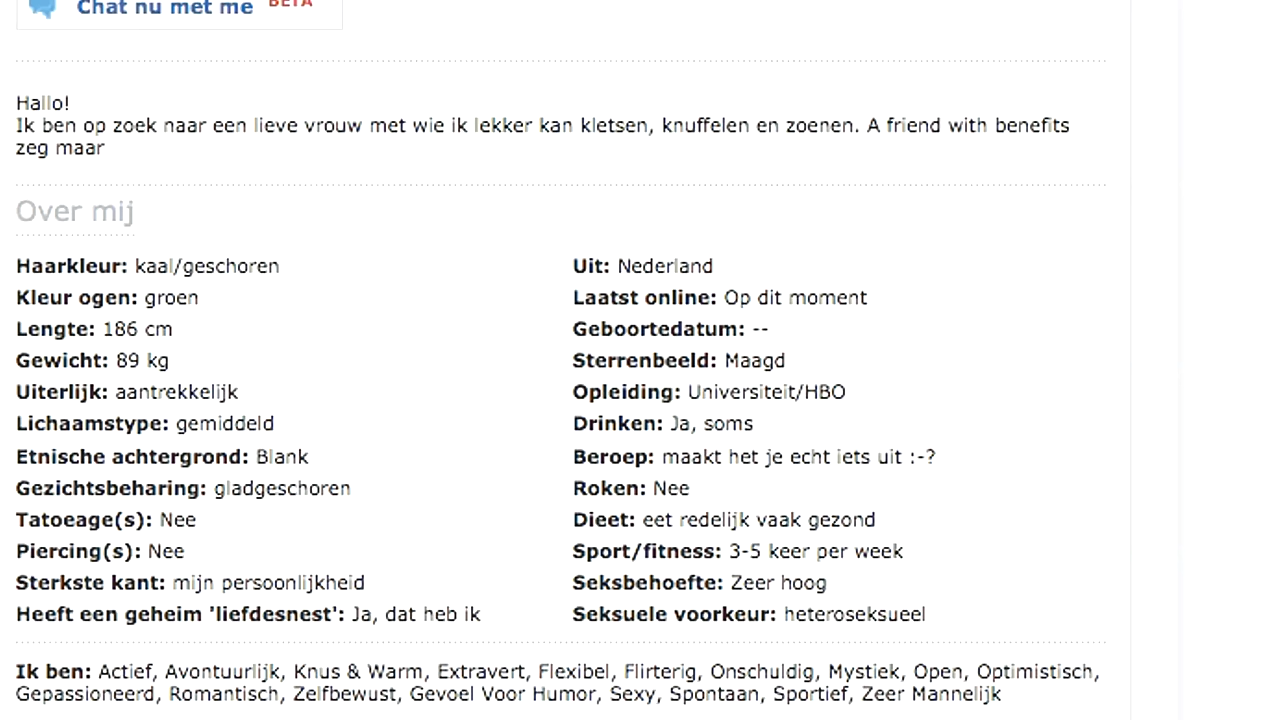 Chat nu met me BETA
Hallo!
Ik ben op zoek naar een lieve vrouw met wie ik lekker kan kletsen, knuffelen en zoenen. A friend with benefits
zeg maar
Over mij
Haarkleur: kaal/geschoren
Kleur ogen: groen
Lengte: 186 cm
Gewicht: 89 kg
Uiterlijk: aantrekkelijk
Lichaamstype: gemiddeld
Etnische achtergrond: Blank
Gezichtsbeharing: gladgeschoren
Tatoeage(s): Nee
Piercing(s): Nee
Sterkste kant: mijn persoonlijkheid
Heeft een geheim 'liefdesnest': Ja, dat heb ik
Uit: Nederland
Laatst online: Op dit moment
Geboortedatum: --
Sterrenbeeld: Maagd
Opleiding: Universiteit/HBO
Drinken: Ja, soms
Beroep: maakt het je echt iets uit :-?
Roken: Nee
Dieet: eet redelijk vaak gezond
Sport/fitness: 3-5 keer per week
Seksbehoefte: Zeer hoog
Seksuele voorkeur: heteroseksueel
Ik ben: Actief, Avontuurlijk, Knus & Warm, Extravert, Flexibel, Flirterig, Onschuldig, Mystiek, Open, Optimistisch,
Gepassioneerd, Romantisch, Zelfbewust, Gevoel Voor Humor, Sexy, Spontaan, Sportief, Zeer Mannelijk